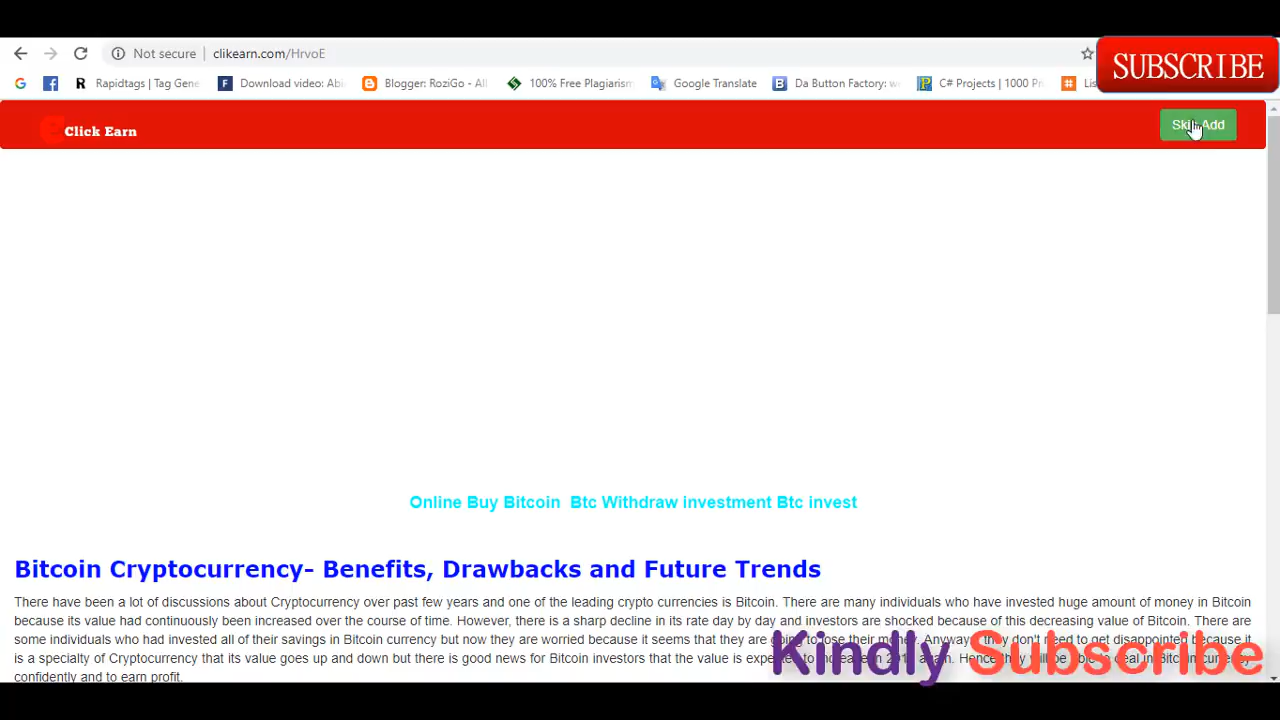 Not secure | clikearn.com/HrvoE
SUBSCRIBE
Rapidtags | Tag Gene
Download video: Abi
Blogger: RoziGo - All
100% Free Plagiarism
Google Translate
Da Button Factory: we
C# Projects | 1000 Pr
Click Earn
Skip Add
Online Buy Bitcoin Btc Withdraw investment Btc invest
Bitcoin Cryptocurrency- Benefits, Drawbacks and Future Trends
There have been a lot of discussions about Cryptocurrency over past few years and one of the leading crypto currencies is Bitcoin. There are many individuals who have invested huge amount of money in Bitcoin
because its value had continuously been increased over the course of time. However, there is a sharp decline in its rate day by day and investors are shocked because of this decreasing value of Bitcoin. There are
some individuals who had invested all of their savings in Bitcoin currency but now they are worried because it seems that they are going to lose their money. Anyways, they don't need to get disappointed because it
is a specialty of Cryptocurrency that its value goes up and down but there is good news for Bitcoin investors that the value is expected to increase in again. Hence they will be able to deal in Bitcoin currency
confidently and to earn profit.
Kindly Subscribe